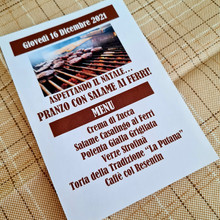 Giovedì 16 Dicembre 2021
ASPETTANDO IL NATALE...
PRANZO CON SALAME AI FERRI!
MENU
Crema di Zucca
Salame Casalingo ai Ferri
Polenta Gialla Grigliata
Verze Strofina
Torta della Tradizione "La Putana"
Caffè col Resentin